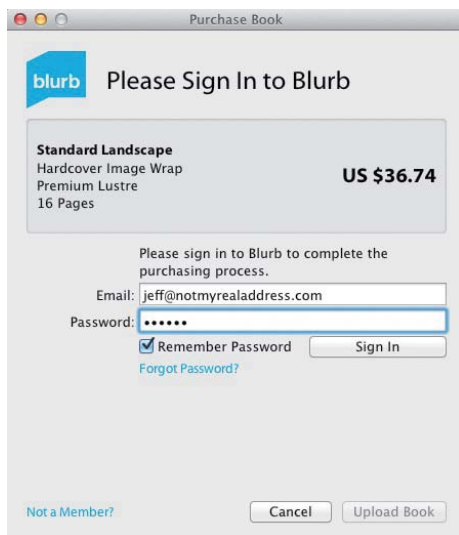 Purchase Book
blurb
Please Sign In to Blurb
Standard Landscape
Hardcover Image Wrap
Premium Lustre
16 Pages
US $36.74
Please sign in to Blurb to complete the
purchasing process.
Email: jeff@notmyrealaddress.com
Password: ••••••
Remember Password
Sign In
Forgot Password?
Not a Member?
Cancel
Upload Book